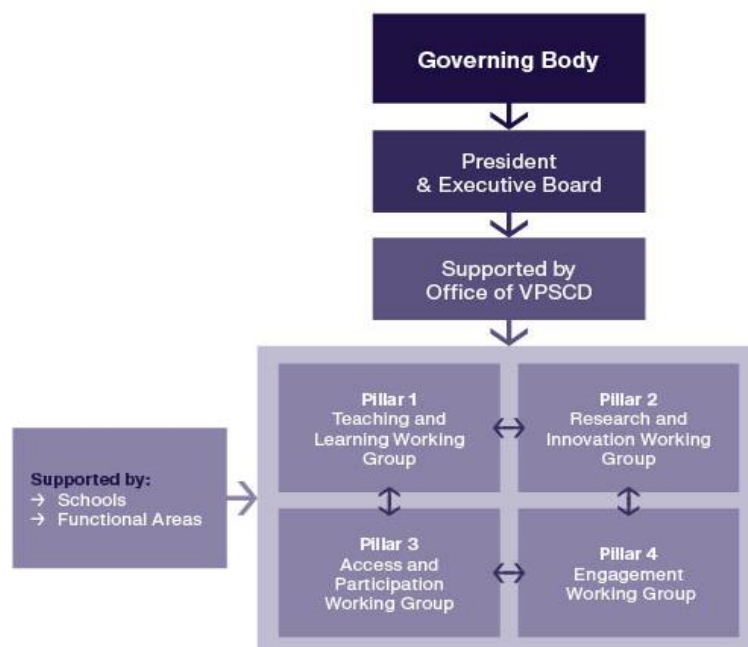 Governing Body
President
& Executive Board
Supported by
Office of VPSCD
Pillar 1
Teaching and
Learning Working
Group
Pillar 2
Research and
Innovation Working
Group
Supported by:
→ Schools
→ Functional Areas
Pillar 3
Access and
Participation
Working Group
Pillar 4
Engagement
Working Group